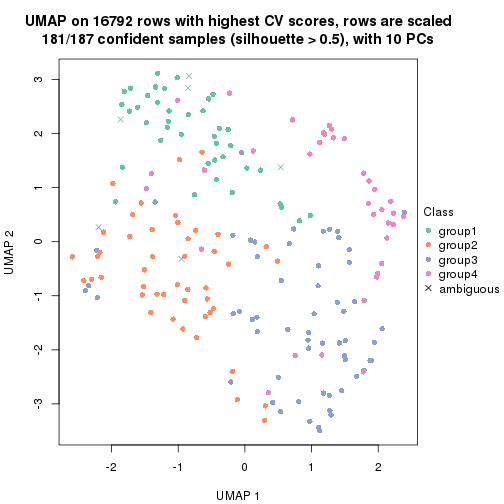 UMAP on 16792 rows with highest CV scores, rows are scaled
181/187 confident samples (silhouette > 0.5), with 10 PCs
3
2
1
0
-1
-2
-3
UMAP 2
-2
-1
0
1
2
UMAP 1
Class
group1
group2
group3
group4
ambiguous